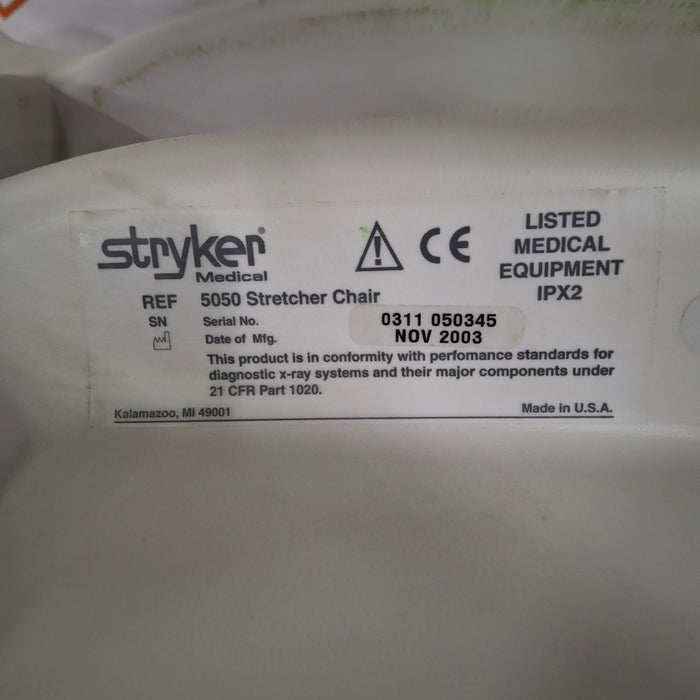 stryker®
Medical
CE
LISTED
MEDICAL
EQUIPMENT
IPX2
REF 5050 Stretcher Chair
SN Serial No. 0311 050345
Date of Mfg. NOV 2003
This product is in conformity with perfomance standards for
diagnostic x-ray systems and their major components under
21 CFR Part 1020.
Kalamazoo, MI 49001 Made in U.S.A.